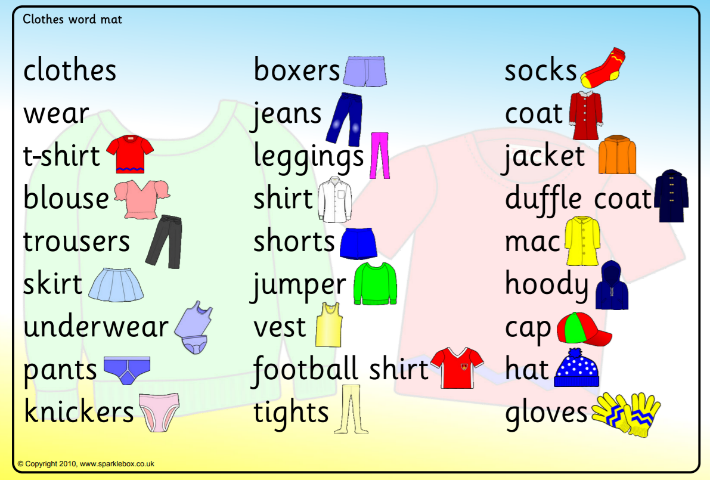 Clothes word mat
clothes
wear
t-shirt
blouse
trousers
skirt
underwear
pants
knickers
boxers
jeans
leggings
shirt
shorts
jumper
vest
football shirt
tights
socks
coat
jacket
duffle coat
mac
hoody
cap
hat
gloves
© Copyright 2010, www.sparklebox.co.uk